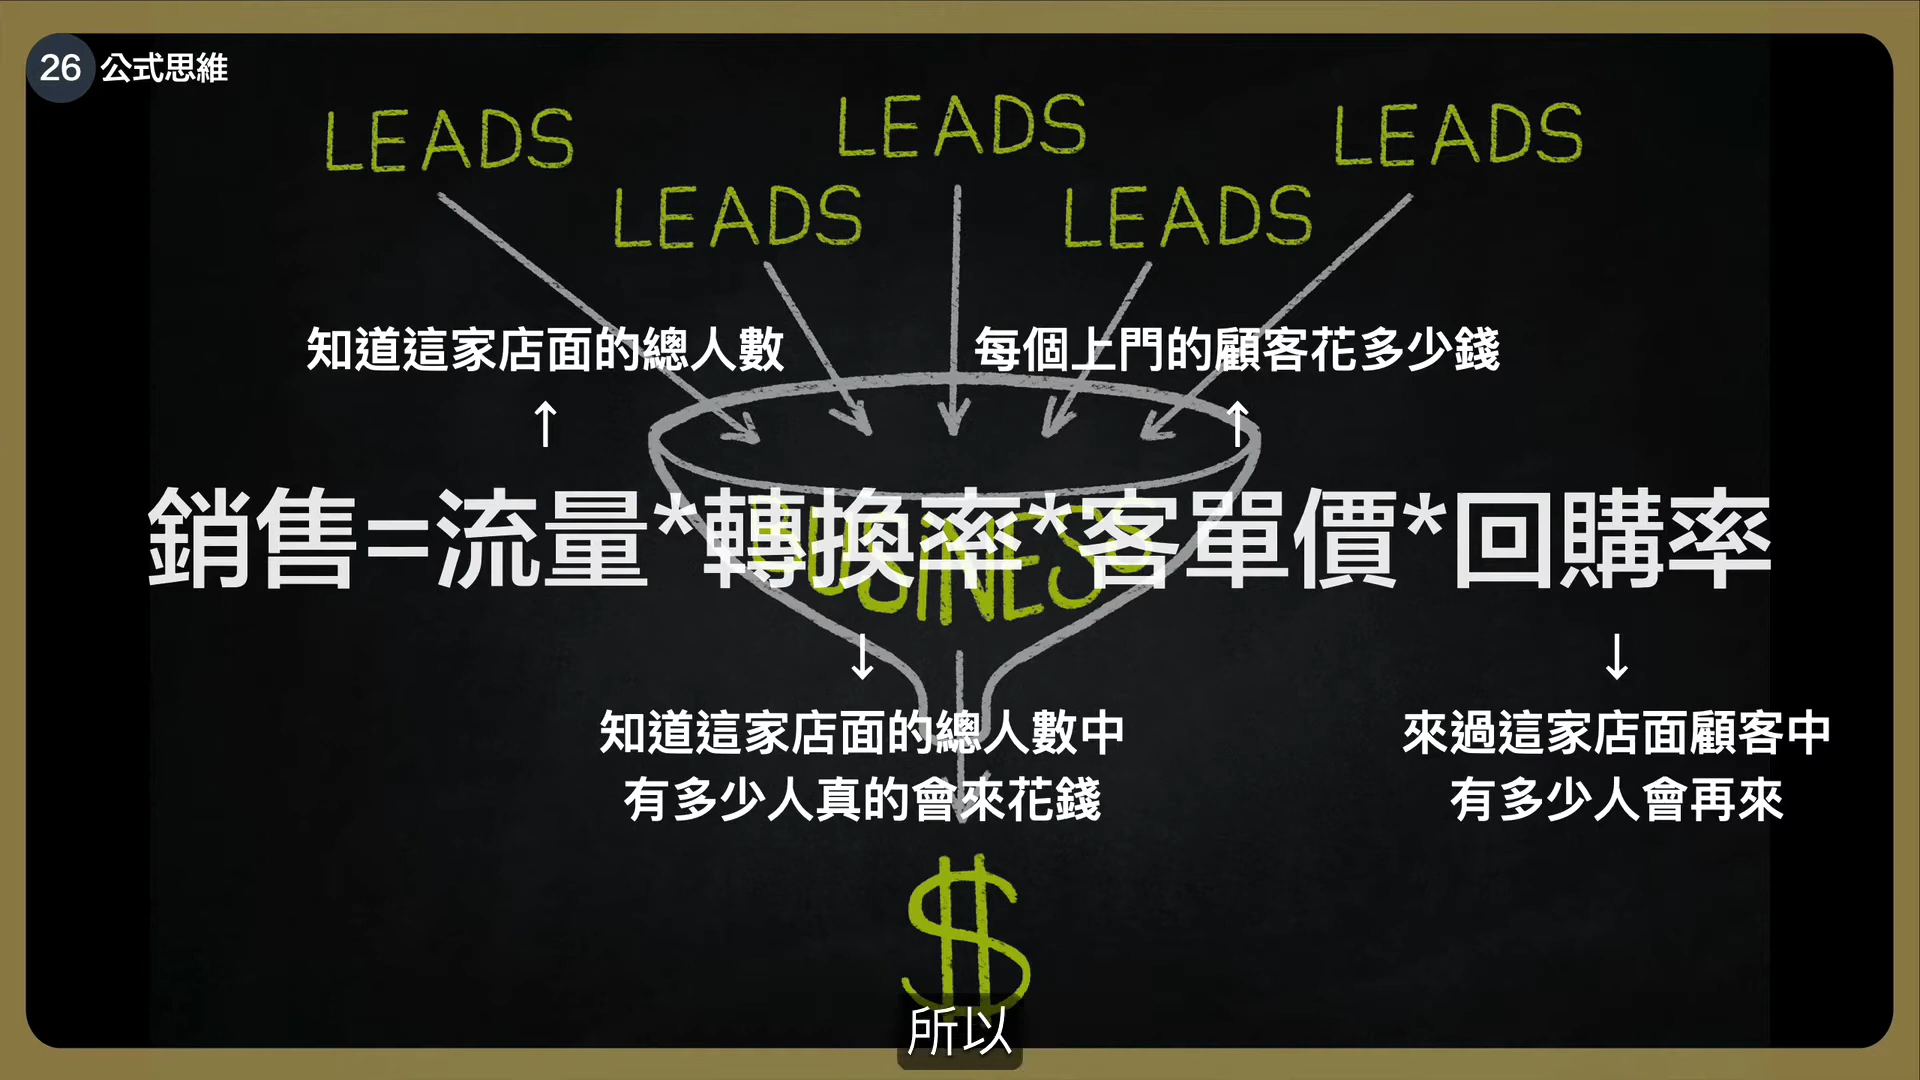 26 公式思維
LEADS
LEADS
LEADS
LEADS
LEADS
知道這家店面的總人數
每個上門的顧客花多少錢
↑
↑
銷售=流量*轉換率*客單價*回購率
BUSINESS
↓
↓
知道這家店面的總人數中
有多少人真的會來花錢
來過這家店面顧客中
有多少人會再來
$
所以